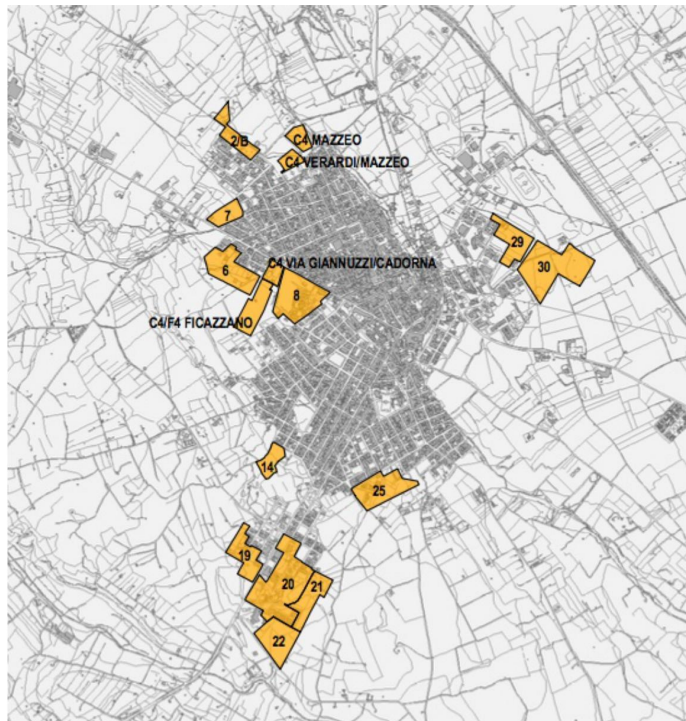 2/B
C4 MAZZEO
C4 VERARDI/MAZZEO
7
29
C4 VIA GIANNUZZI/CADORNA
6
30
8
C4/F4 FICAZZANO
14
25
19
20
21
22